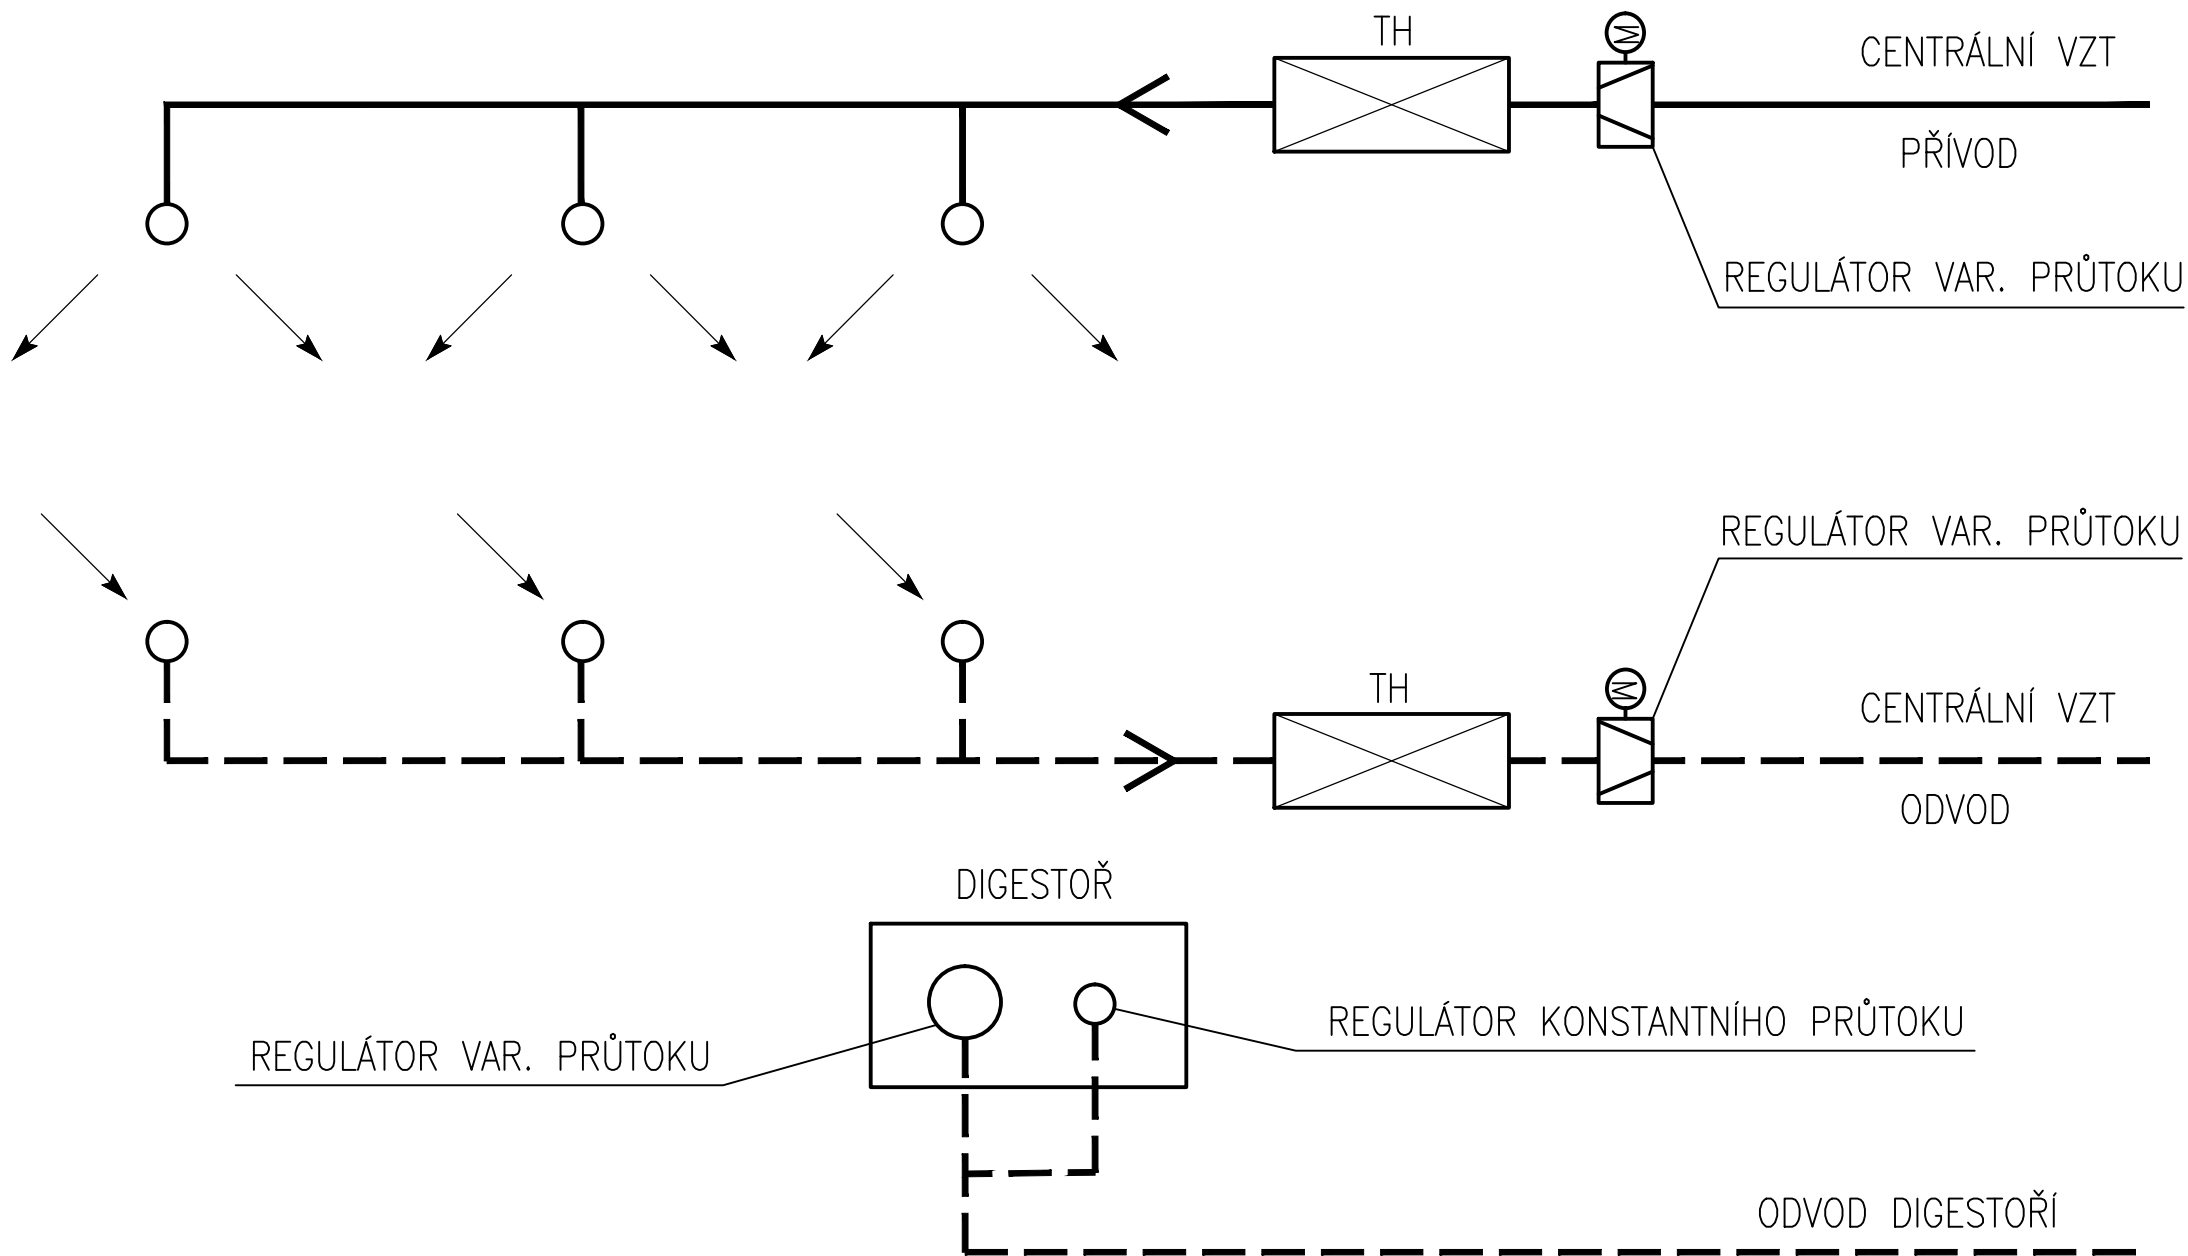 TH
M
CENTRÁLNÍ VZT
PŘÍVOD
REGULÁTOR VAR. PRŮTOKU
REGULÁTOR VAR. PRŮTOKU
TH
M
CENTRÁLNÍ VZT
ODVOD
DIGESTOŘ
REGULÁTOR KONSTANTNÍHO PRŮTOKU
REGULÁTOR VAR. PRŮTOKU
ODVOD DIGESTOŘÍ